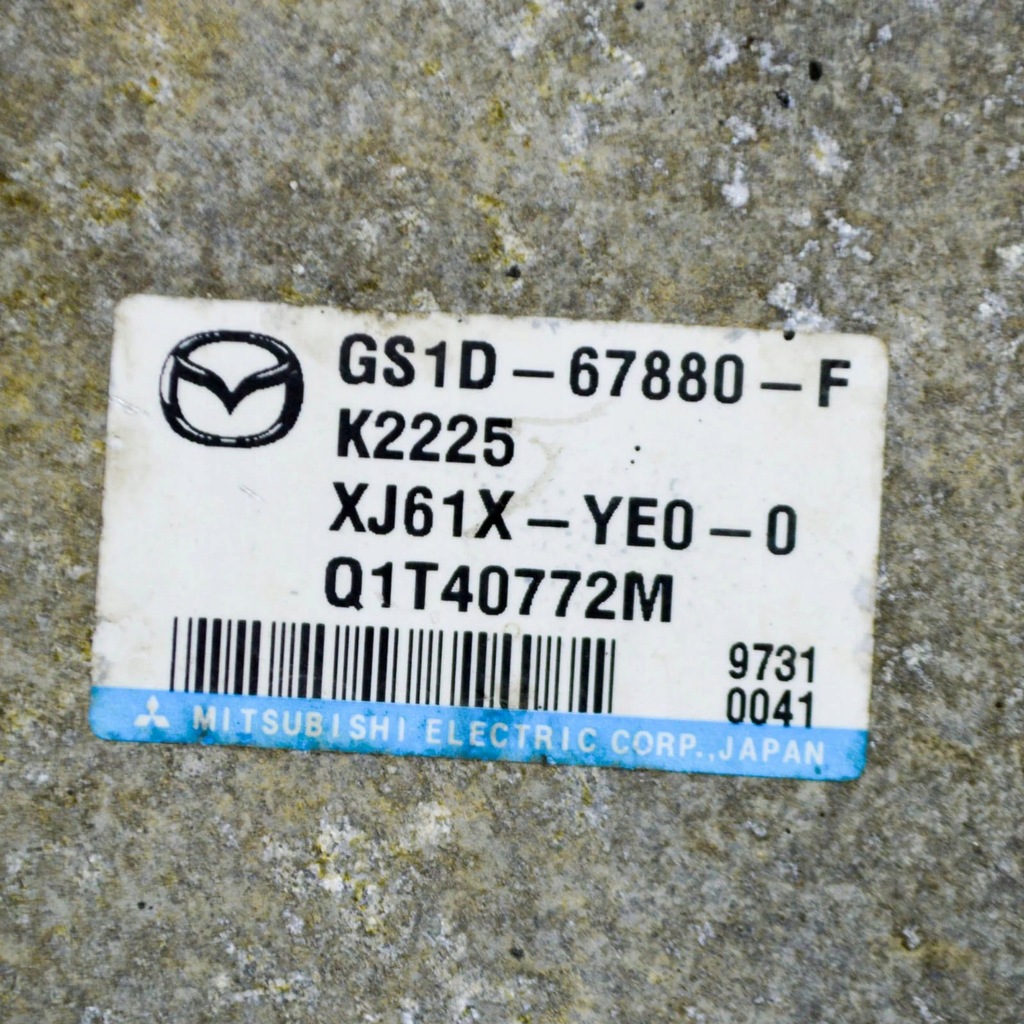 GS1D-67880-F
K2225
XJ61X-YE0-0
Q1T40772M
9731
0041
MITSUBISHI ELECTRIC CORP.,JAPAN